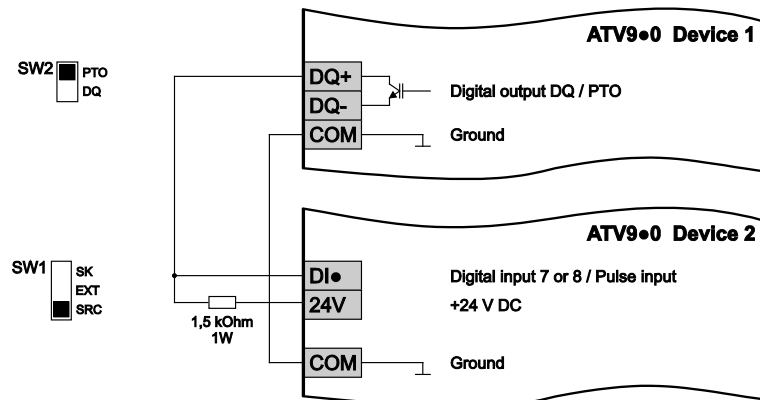 ATV9●0 Device 1
SW2
PTO
DQ
DQ+
DQ-
Digital output DQ / PTO
COM
Ground
ATV9●0 Device 2
SW1
SK
EXT
SRC
DI●
Digital input 7 or 8 / Pulse input
24V
+24 V DC
1,5 kOhm
1W
COM
Ground